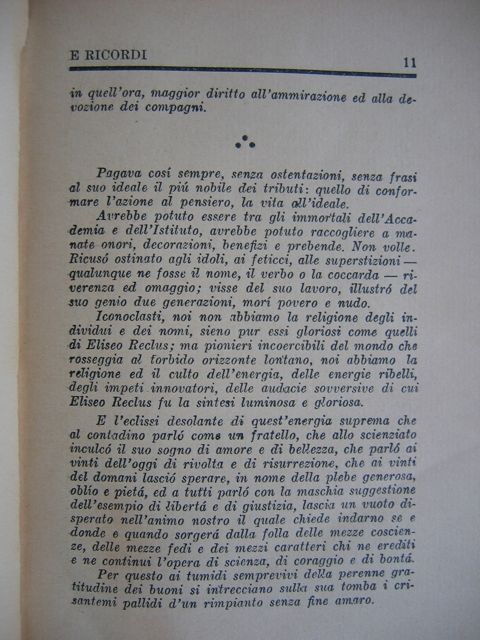 E RICORDI 11
in quell'ora, maggior diritto all'ammirazione ed alla de-
vozione dei compagni.
Pagava cosí sempre, senza ostentazioni, senza frasi
al suo ideale il piú nobile dei tributi: quello di confor-
mare l'azione al pensiero, la vita all'ideale.
Avrebbe potuto essere tra gli immortali dell'Acca-
demia e dell'Istituto, avrebbe potuto raccogliere a ma-
nate onori, decorazioni, benefizi e prebende. Non volle.
Ricusó ostinato agli idoli, ai feticci, alle superstizioni —
qualunque ne fosse il nome, il verbo o la coccarda — ri-
verenza ed omaggio; visse del suo lavoro, illustró del
suo genio due generazioni, morí povero e nudo.
Iconoclasti, noi non abbiamo la religione degli in-
dividui e dei nomi, sieno pur essi gloriosi come quelli
di Eliseo Reclus; ma pionieri incoercibili del mondo che
rosseggia al torbido orizzonte lontano, noi abbiamo la
religione ed il culto dell'energia, delle energie ribelli,
degli impeti innovatori, delle audacie sovversive di cui
Eliseo Reclus fu la sintesi luminosa e gloriosa.
E l'eclissi desolante di quest'energia suprema che
al contadino parló come un fratello, che allo scienziato
inculcó il suo sogno di amore e di bellezza, che parló ai
vinti dell'oggi di rivolta e di risurrezione, che ai vinti
del domani lasció sperare, in nome della plebe generosa,
oblio e pietá, ed a tutti parló con la maschia suggestione
dell'esempio di libertá e di giustizia, lascia un vuoto di-
sperato nell'animo nostro il quale chiede indarno se e
donde e quando sorgerá dalla folla delle mezze coscien-
ze, delle mezze fedi e dei mezzi caratteri chi ne erediti
e ne continui l'opera di scienza, di coraggio e di bontá.
Per questo ai tumidi semprevivi della perenne gra-
titudine dei buoni si intrecciano sulla sua tomba i cri-
santemi pallidi d'un rimpianto senza fine amaro.